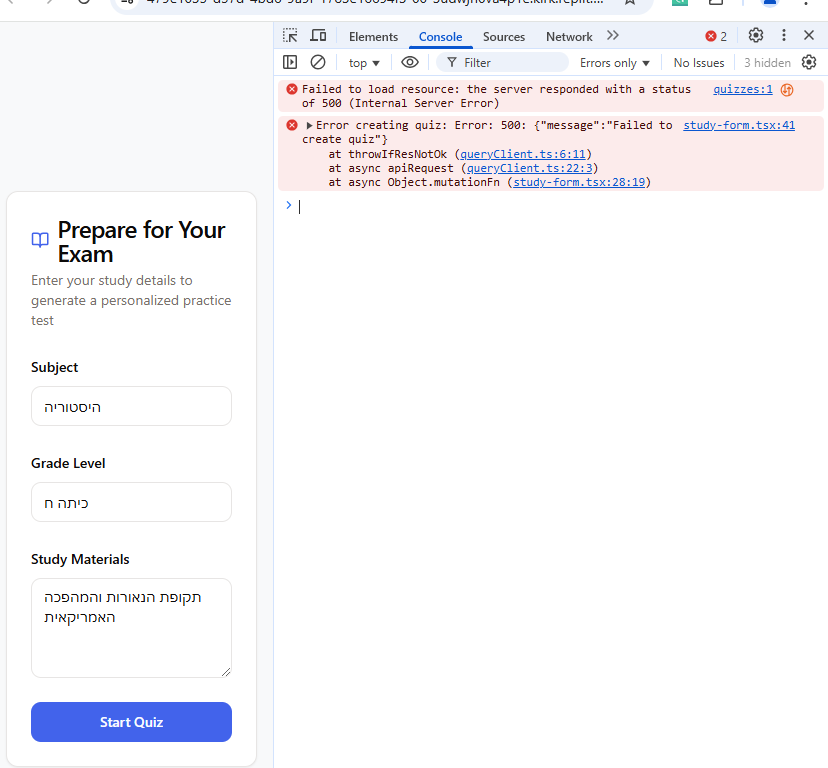 Elements Console Sources Network 2
top Filter Errors only No Issues 3 hidden
Failed to load resource: the server responded with a status quizzes:1
of 500 (Internal Server Error)
Error creating quiz: Error: 500: {"message":"Failed to study-form.tsx:41
create quiz"}
at throwIfResNotOk (queryClient.ts:6:11)
at async apiRequest (queryClient.ts:22:3)
at async Object.mutationFn (study-form.tsx:28:19)
Prepare for Your
Exam
Enter your study details to
generate a personalized practice
test
Subject
היסטוריה
Grade Level
כיתה ח
Study Materials
תקופת הנאורות והמהפכה
האמריקאית
Start Quiz